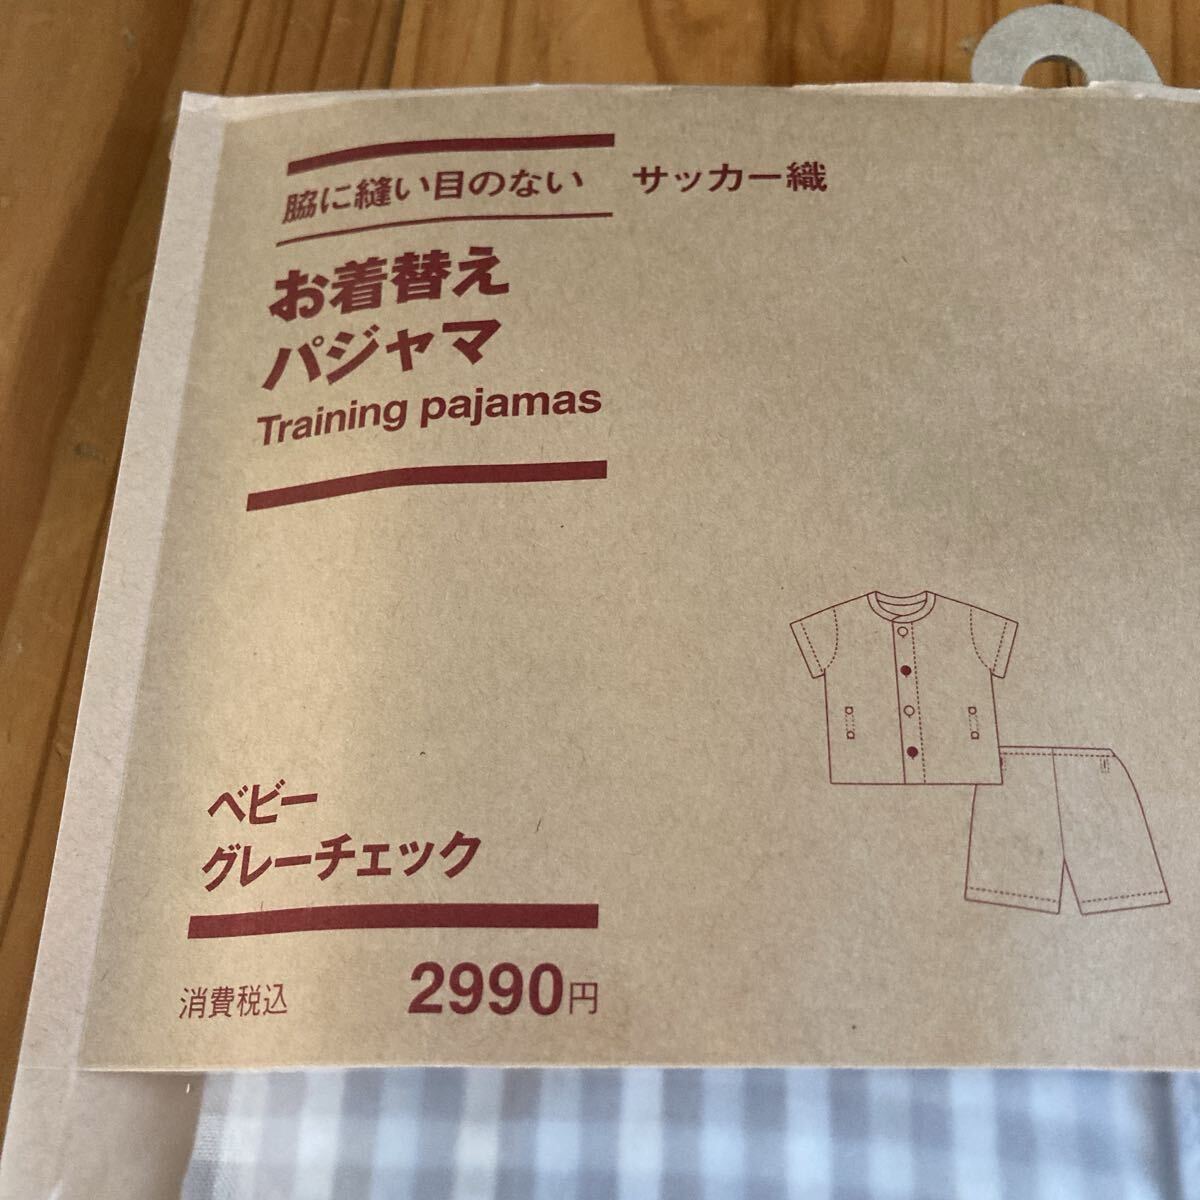 脇に縫い目のない サッカー織
お着替え
パジャマ
Training pajamas
ベビー
グレーチェック
消費税込 2990円